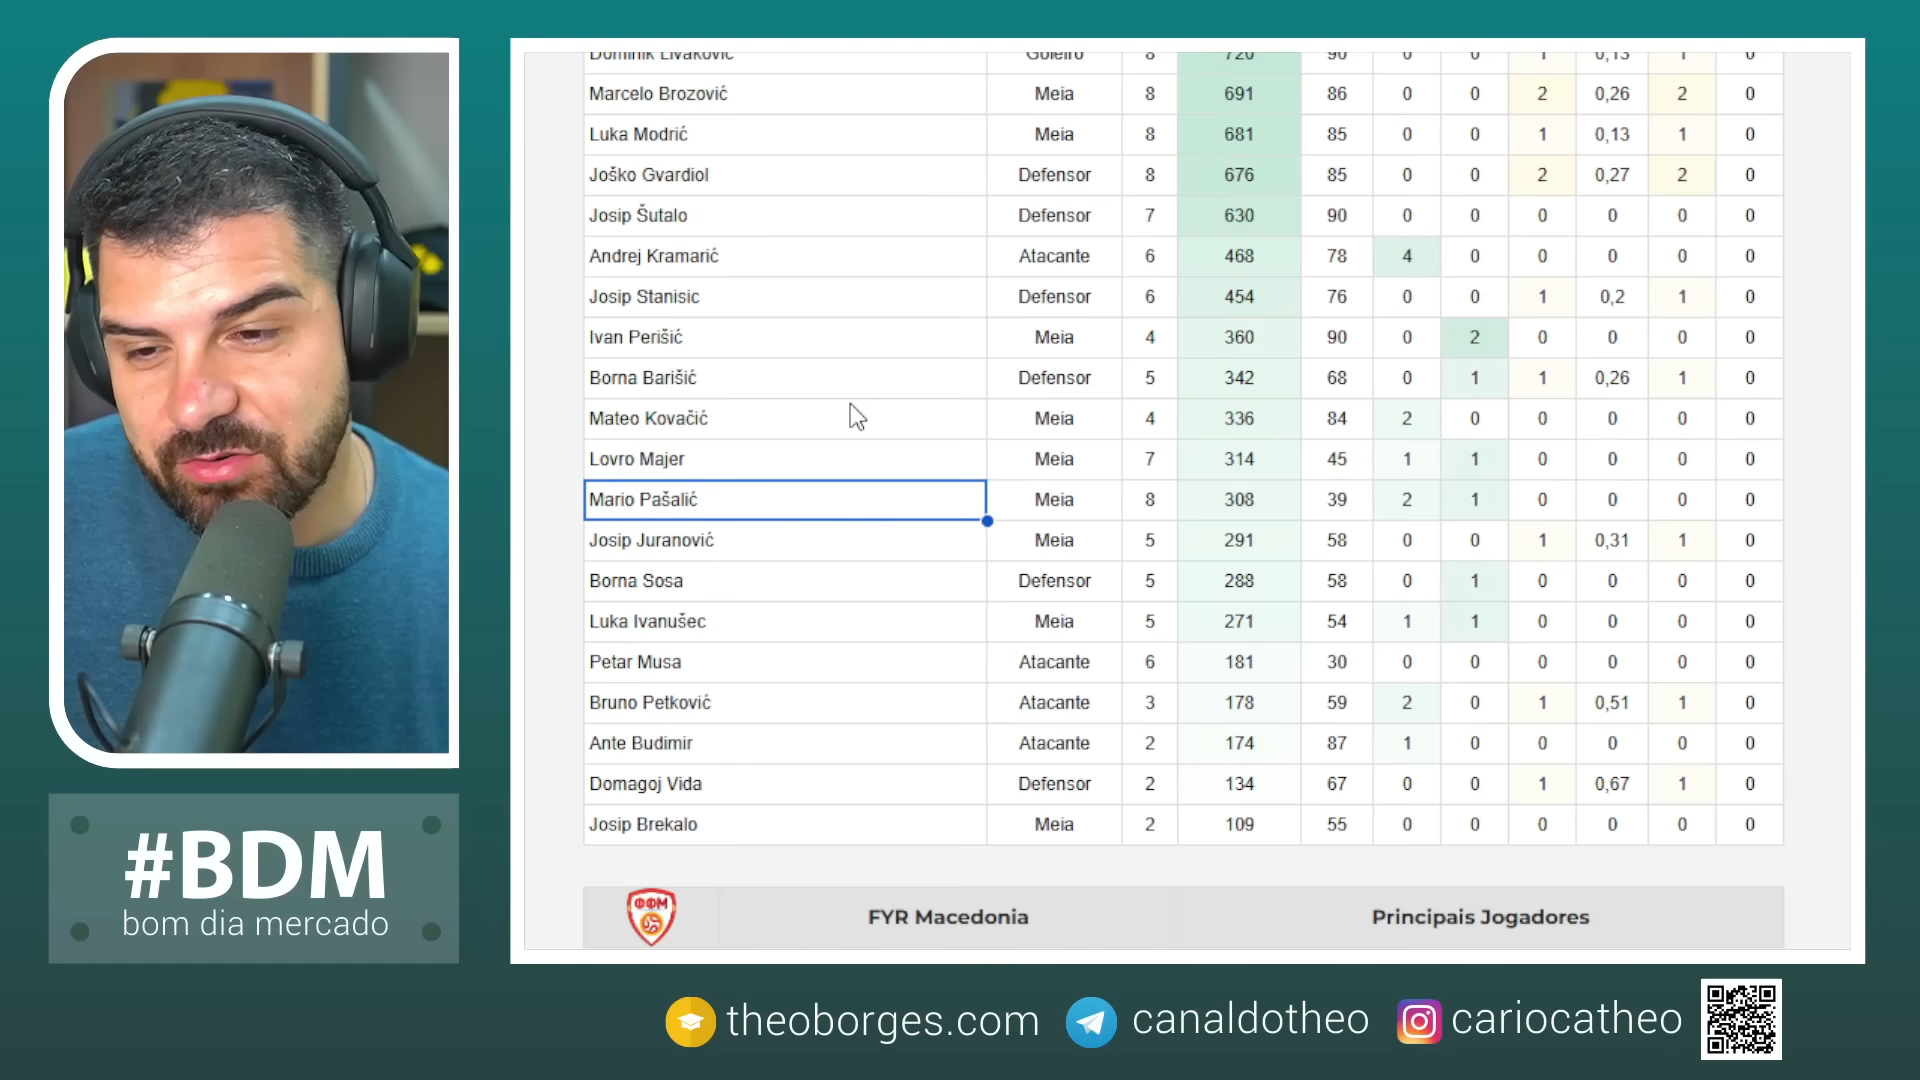 Dominik Livaković Goleiro 8 720 90 0 0 1 0,13 1 0
Marcelo Brozović Meia 8 691 86 0 0 2 0,26 2 0
Luka Modrić Meia 8 681 85 0 0 1 0,13 1 0
Joško Gvardiol Defensor 8 676 85 0 0 2 0,27 2 0
Josip Šutalo Defensor 7 630 90 0 0 0 0 0 0
Andrej Kramarić Atacante 6 468 78 4 0 0 0 0 0
Josip Stanisic Defensor 6 454 76 0 0 1 0,2 1 0
Ivan Perišić Meia 4 360 90 0 2 0 0 0 0
Borna Barišić Defensor 5 342 68 0 1 1 0,26 1 0
Mateo Kovačić Meia 4 336 84 2 0 0 0 0 0
Lovro Majer Meia 7 314 45 1 1 0 0 0 0
Mario Pašalić Meia 8 308 39 2 1 0 0 0 0
Josip Juranović Meia 5 291 58 0 0 1 0,31 1 0
Borna Sosa Defensor 5 288 58 0 1 0 0 0 0
Luka Ivanušec Meia 5 271 54 1 1 0 0 0 0
Petar Musa Atacante 6 181 30 0 0 0 0 0 0
Bruno Petković Atacante 3 178 59 2 0 1 0,51 1 0
Ante Budimir Atacante 2 174 87 1 0 0 0 0 0
Domagoj Vida Defensor 2 134 67 0 0 1 0,67 1 0
Josip Brekalo Meia 2 109 55 0 0 0 0 0 0
ФФМ FYR Macedonia Principais Jogadores
#BDM
bom dia mercado
theoborges.com canaldotheo cariocatheo